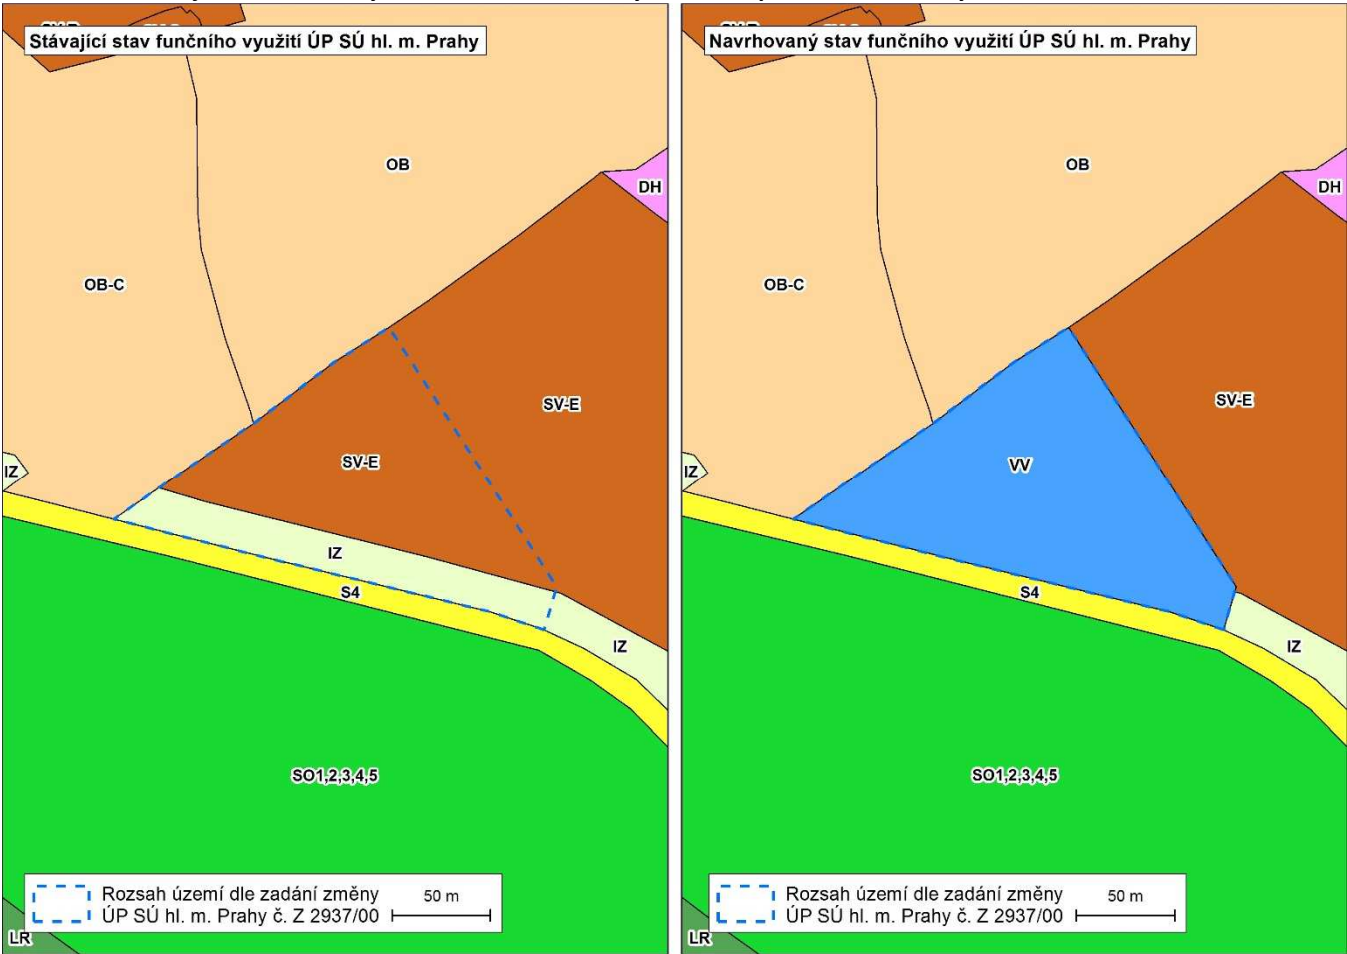 Stávající stav funčního využití ÚP SÚ hl. m. Prahy
OB
DH
OB-C
SV-E
SV-E
IZ
IZ
S4
IZ
SO1,2,3,4,5
Rozsah území dle zadání změny
ÚP SÚ hl. m. Prahy č. Z 2937/00
50 m
LR
Navrhovaný stav funčního využití ÚP SÚ hl. m. Prahy
OB
DH
OB-C
SV-E
VV
IZ
S4
IZ
SO1,2,3,4,5
Rozsah území dle zadání změny
ÚP SÚ hl. m. Prahy č. Z 2937/00
50 m
LR